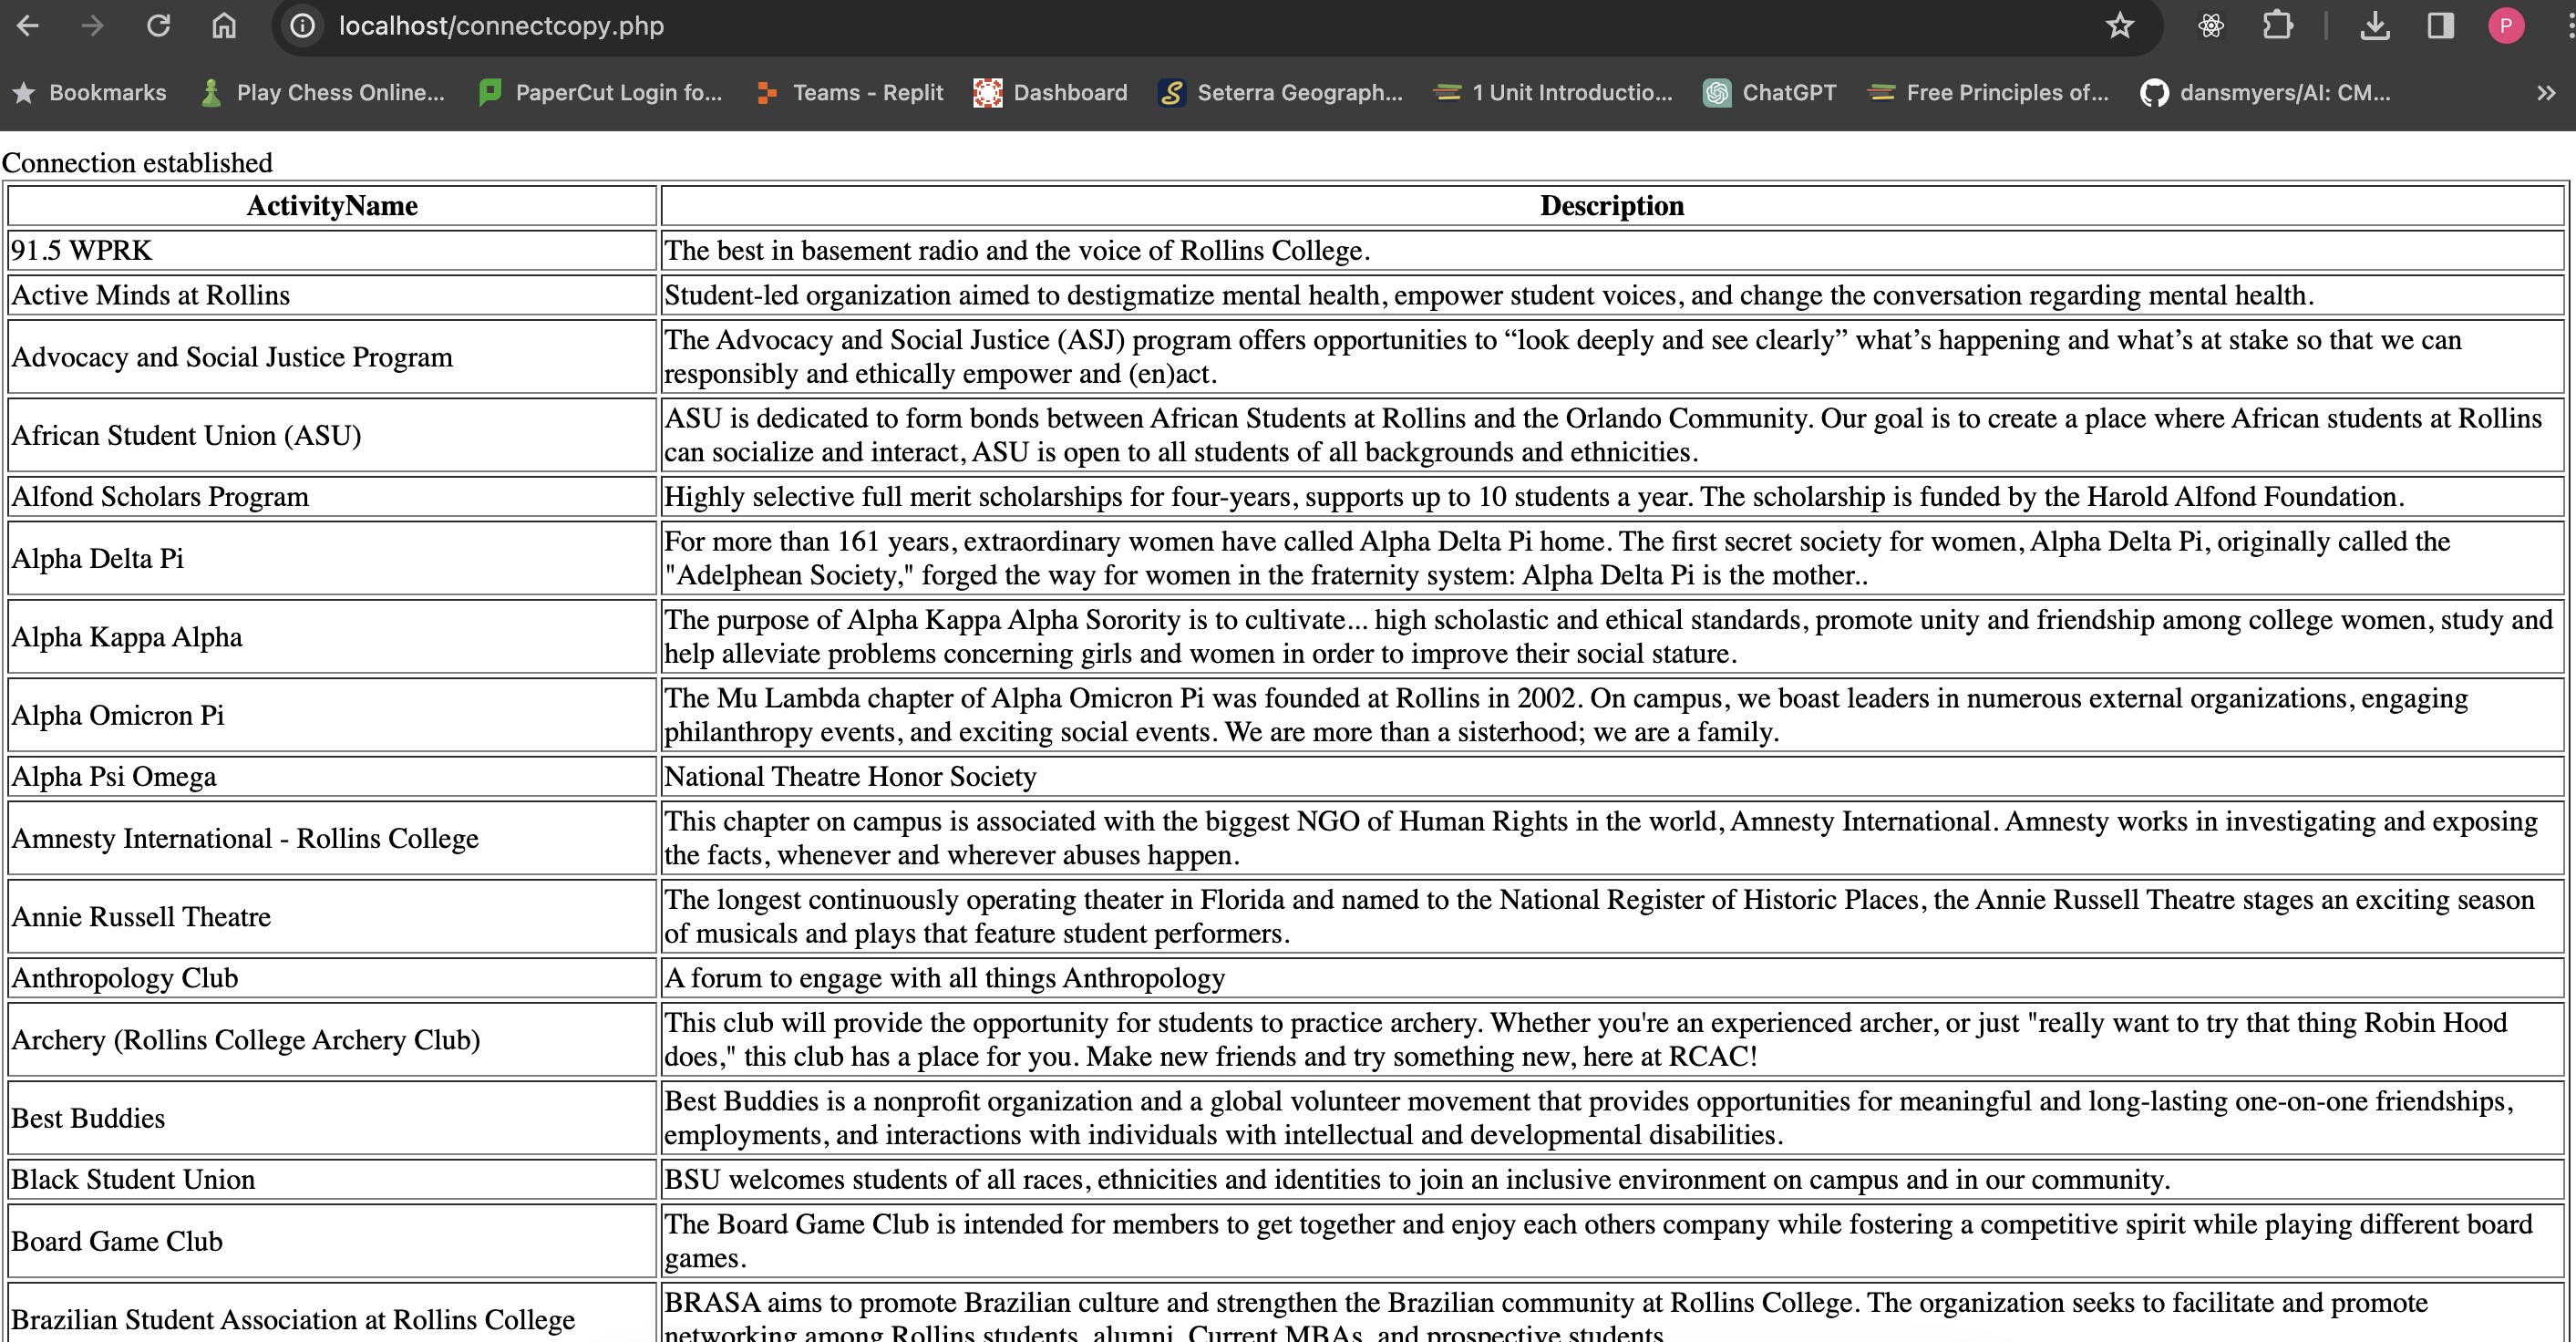 localhost/connectcopy.php
P
Bookmarks Play Chess Online... PaperCut Login fo... Teams - Replit Dashboard Seterra Geograph... 1 Unit Introductio... ChatGPT Free Principles of... dansmyers/AI: CM...
Connection established
ActivityName Description
91.5 WPRK The best in basement radio and the voice of Rollins College.
Active Minds at Rollins Student-led organization aimed to destigmatize mental health, empower student voices, and change the conversation regarding mental health.
Advocacy and Social Justice Program The Advocacy and Social Justice (ASJ) program offers opportunities to “look deeply and see clearly” what’s happening and what’s at stake so that we can
responsibly and ethically empower and (en)act.
African Student Union (ASU) ASU is dedicated to form bonds between African Students at Rollins and the Orlando Community. Our goal is to create a place where African students at Rollins
can socialize and interact, ASU is open to all students of all backgrounds and ethnicities.
Alfond Scholars Program Highly selective full merit scholarships for four-years, supports up to 10 students a year. The scholarship is funded by the Harold Alfond Foundation.
Alpha Delta Pi For more than 161 years, extraordinary women have called Alpha Delta Pi home. The first secret society for women, Alpha Delta Pi, originally called the
"Adelphean Society," forged the way for women in the fraternity system: Alpha Delta Pi is the mother..
Alpha Kappa Alpha The purpose of Alpha Kappa Alpha Sorority is to cultivate... high scholastic and ethical standards, promote unity and friendship among college women, study and
help alleviate problems concerning girls and women in order to improve their social stature.
Alpha Omicron Pi The Mu Lambda chapter of Alpha Omicron Pi was founded at Rollins in 2002. On campus, we boast leaders in numerous external organizations, engaging
philanthropy events, and exciting social events. We are more than a sisterhood; we are a family.
Alpha Psi Omega National Theatre Honor Society
Amnesty International - Rollins College This chapter on campus is associated with the biggest NGO of Human Rights in the world, Amnesty International. Amnesty works in investigating and exposing
the facts, whenever and wherever abuses happen.
Annie Russell Theatre The longest continuously operating theater in Florida and named to the National Register of Historic Places, the Annie Russell Theatre stages an exciting season
of musicals and plays that feature student performers.
Anthropology Club A forum to engage with all things Anthropology
Archery (Rollins College Archery Club) This club will provide the opportunity for students to practice archery. Whether you're an experienced archer, or just "really want to try that thing Robin Hood
does," this club has a place for you. Make new friends and try something new, here at RCAC!
Best Buddies Best Buddies is a nonprofit organization and a global volunteer movement that provides opportunities for meaningful and long-lasting one-on-one friendships,
employments, and interactions with individuals with intellectual and developmental disabilities.
Black Student Union BSU welcomes students of all races, ethnicities and identities to join an inclusive environment on campus and in our community.
Board Game Club The Board Game Club is intended for members to get together and enjoy each others company while fostering a competitive spirit while playing different board
games.
Brazilian Student Association at Rollins College BRASA aims to promote Brazilian culture and strengthen the Brazilian community at Rollins College. The organization seeks to facilitate and promote
networking among Rollins students, alumni, Current MBAs, and prospective students